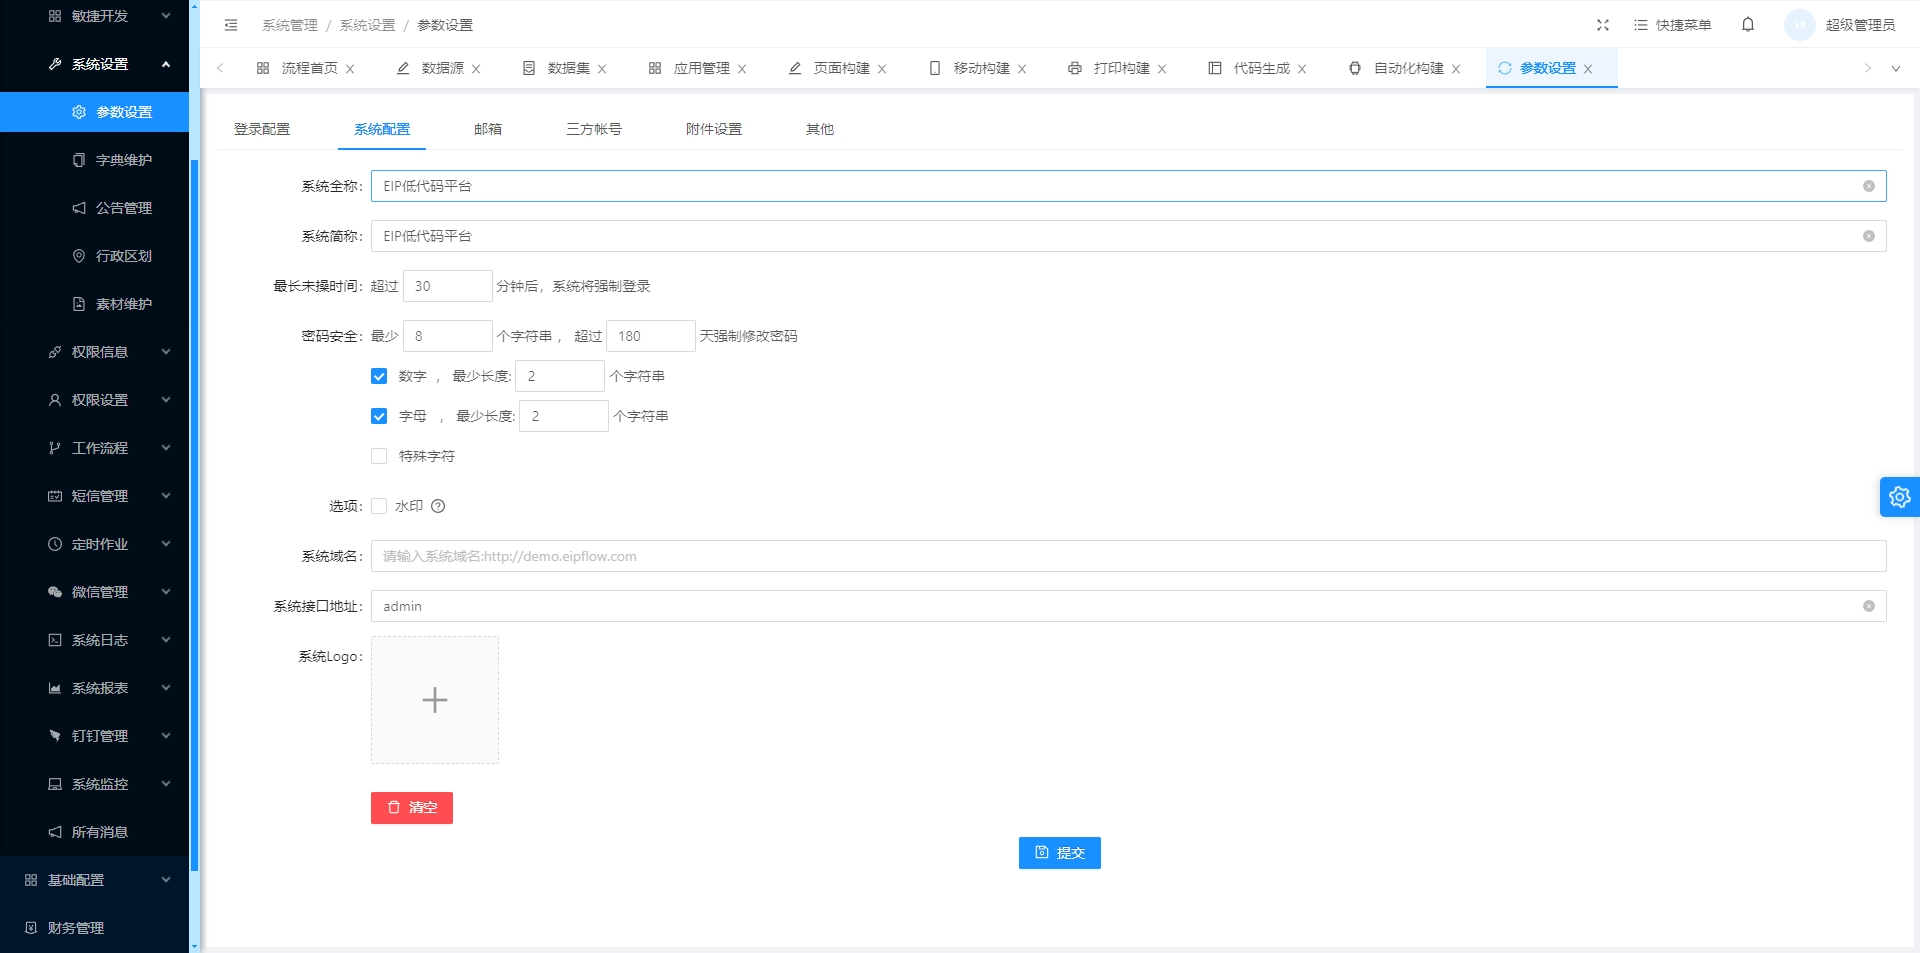 敏捷开发
系统设置
参数设置
字典维护
公告管理
行政区划
素材维护
权限信息
权限设置
工作流程
短信管理
定时作业
微信管理
系统日志
系统报表
钉钉管理
系统监控
所有消息
基础配置
财务管理
系统管理 / 系统设置 / 参数设置
快捷菜单
超级管理员
流程首页 数据源 数据集 应用管理 页面构建 移动构建 打印构建 代码生成 自动化构建 参数设置
登录配置 系统配置 邮箱 三方帐号 附件设置 其他
系统全称: EIP低代码平台
系统简称: EIP低代码平台
最长未操时间: 超过 30 分钟后，系统将强制登录
密码安全: 最少 8 个字符串 ， 超过 180 天强制修改密码
数字 ， 最少长度: 2 个字符串
字母 ， 最少长度: 2 个字符串
特殊字符
选项: 水印
系统域名: 请输入系统域名:http://demo.eipflow.com
系统接口地址: admin
系统Logo:
清空
提交